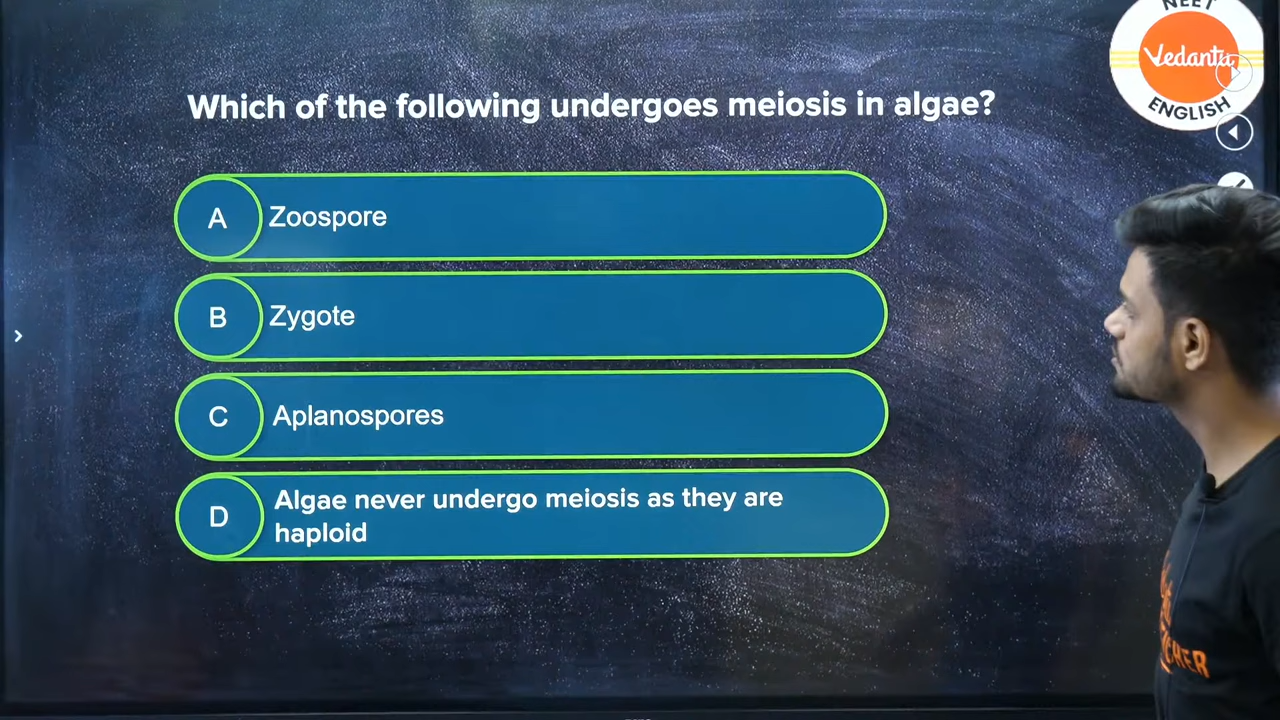 NEET
Vedantu
ENGLISH
Which of the following undergoes meiosis in algae?
A Zoospore
B Zygote
C Aplanospores
D Algae never undergo meiosis as they are
haploid